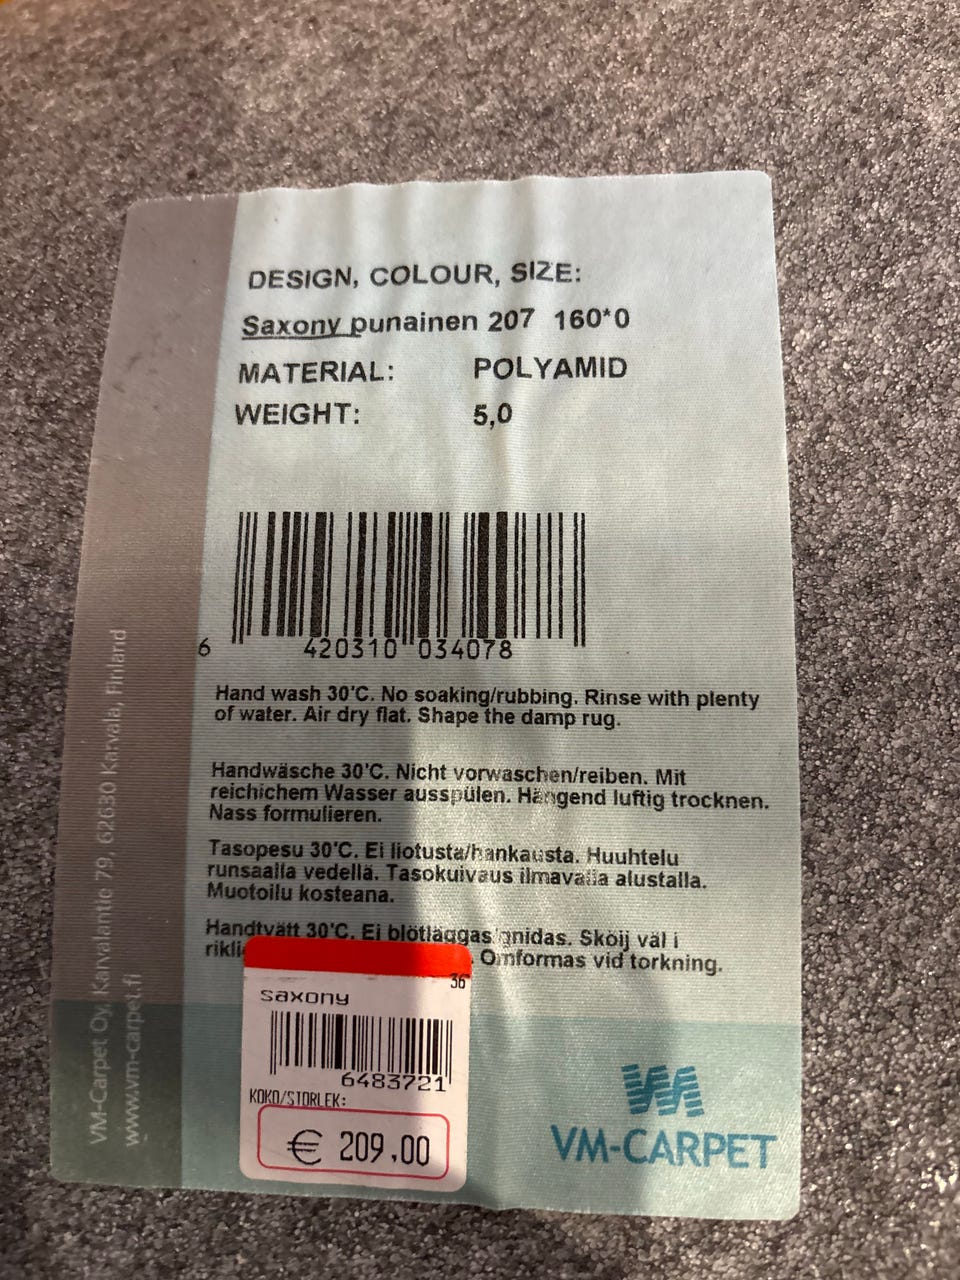 DESIGN, COLOUR, SIZE:
Saxony punainen 207 160*0
MATERIAL: POLYAMID
WEIGHT: 5,0
6 420310 034078
Hand wash 30'C. No soaking/rubbing. Rinse with plenty
of water. Air dry flat. Shape the damp rug.
Handwäsche 30'C. Nicht vorwaschen/reiben. Mit
reichichem Wasser ausspülen. Hängend luftig trocknen.
Nass formulieren.
Tasopesu 30'C. Ei liotusta/hankausta. Huuhtelu
runsaalla vedellä. Tasokuivaus ilmavalla alustalla.
Muotoilu kosteana.
Handtvätt 30'C. Ej blötläggas gnidas. Sköij väl i
rikli Omformas vid torkning.
36
saxony
6483721
KOKO/STORLEK:
€ 209,00
VM-CARPET
VM-Carpet Oy, Karvalantie 79, 62630 Karvala, Finland
www.vm-carpet.fi